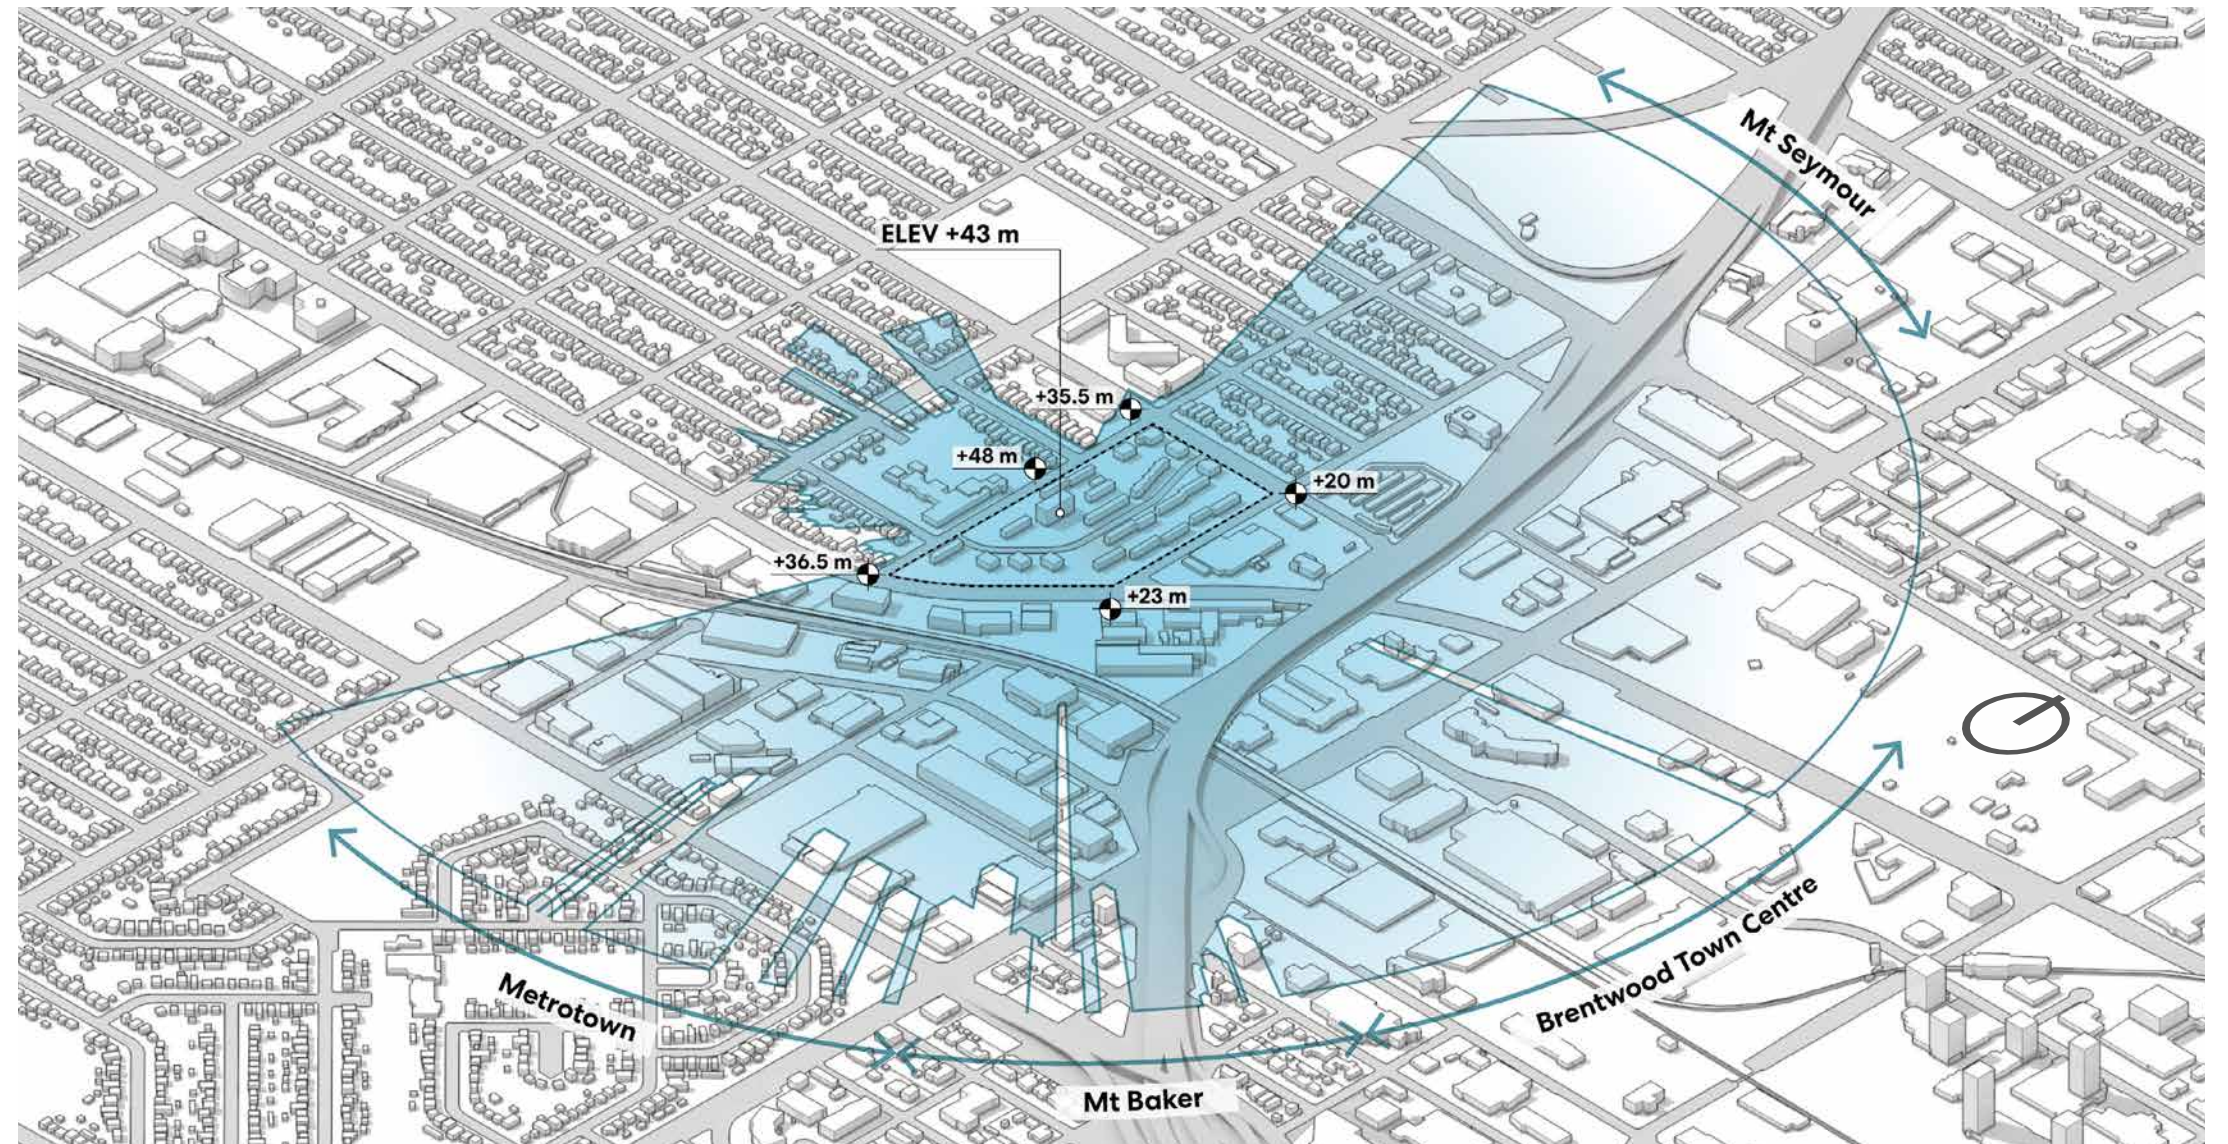 Mt Seymour
ELEV +43 m
+35.5 m
+48 m
+20 m
+36.5 m
+23 m
Metrotown
Brentwood Town Centre
Mt Baker